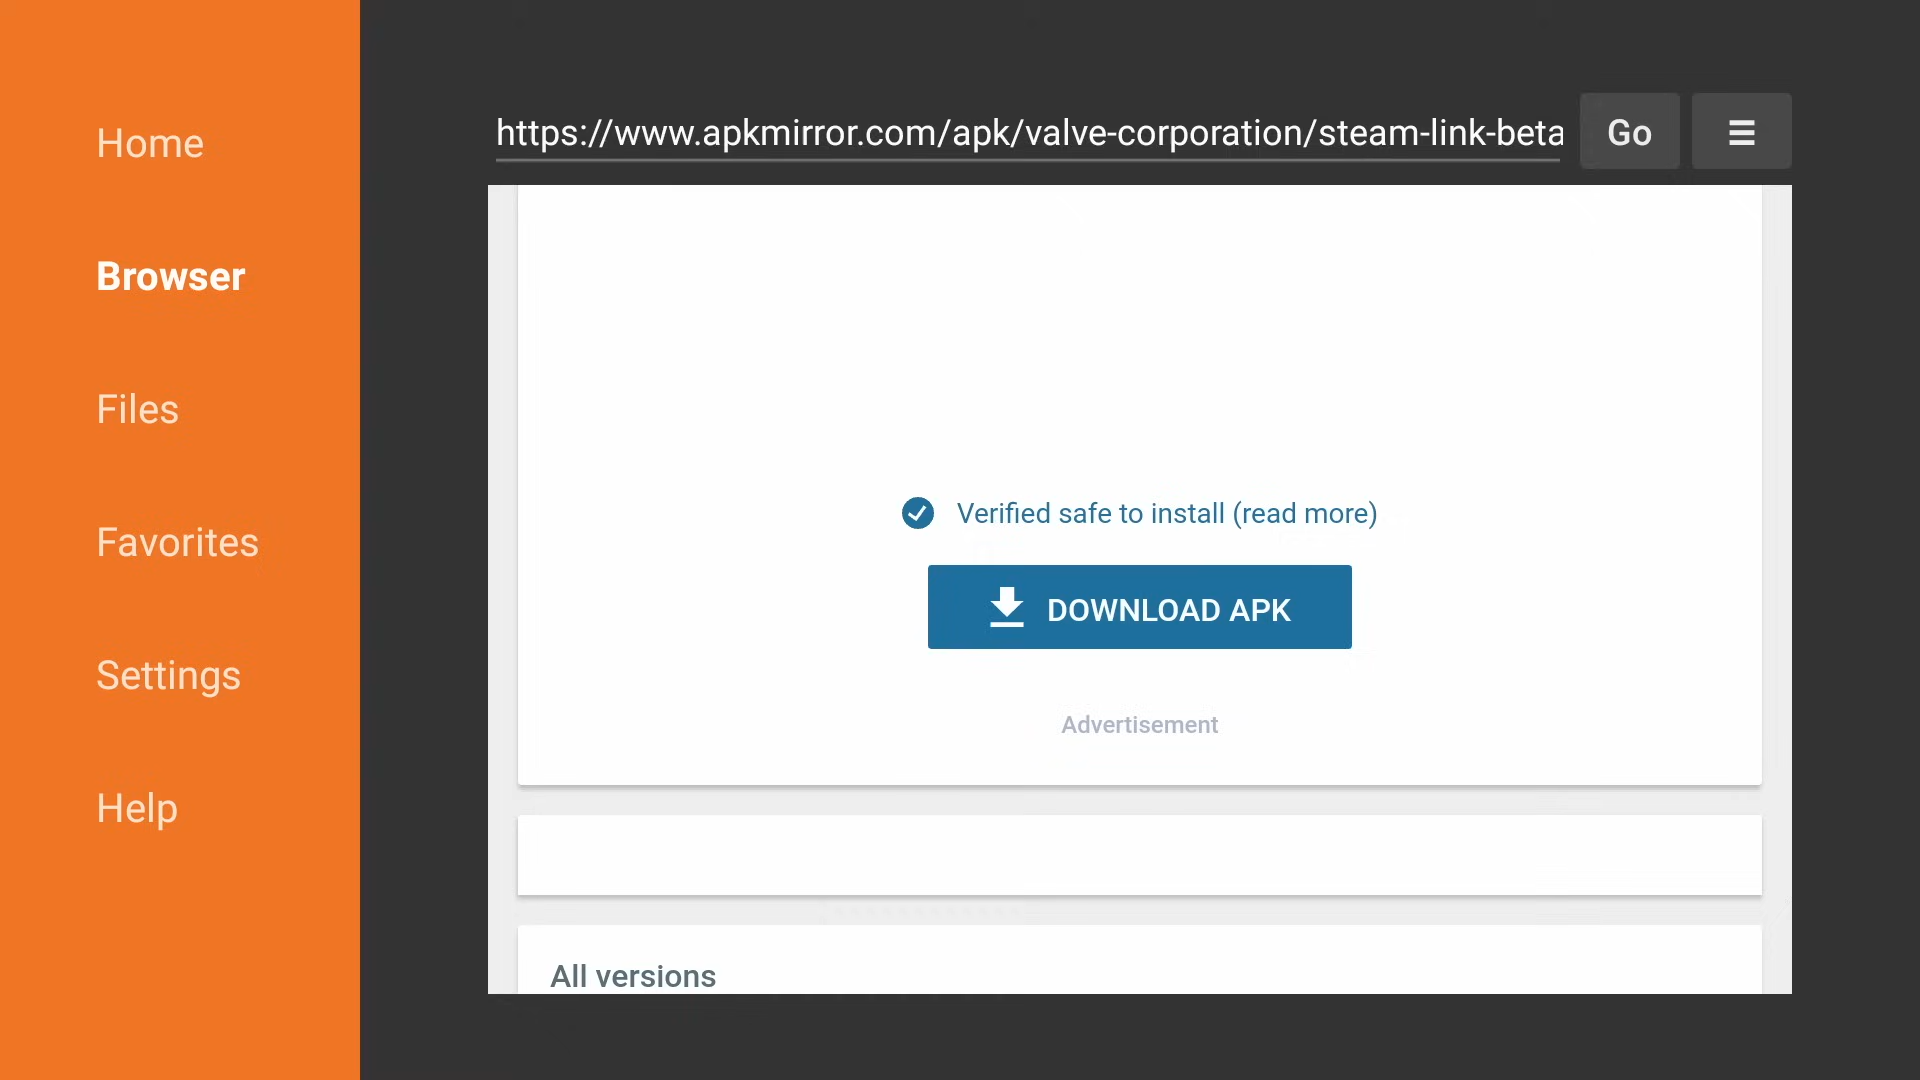 Home
Browser
Files
Favorites
Settings
Help
https://www.apkmirror.com/apk/valve-corporation/steam-link-beta
Go
Verified safe to install (read more)
DOWNLOAD APK
Advertisement
All versions